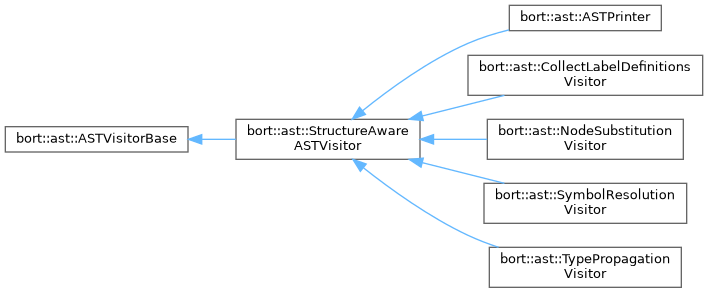 bort::ast::ASTPrinter
bort::ast::CollectLabelDefinitions
Visitor
bort::ast::ASTVisitorBase
bort::ast::StructureAware
ASTVisitor
bort::ast::NodeSubstitution
Visitor
bort::ast::SymbolResolution
Visitor
bort::ast::TypePropagation
Visitor